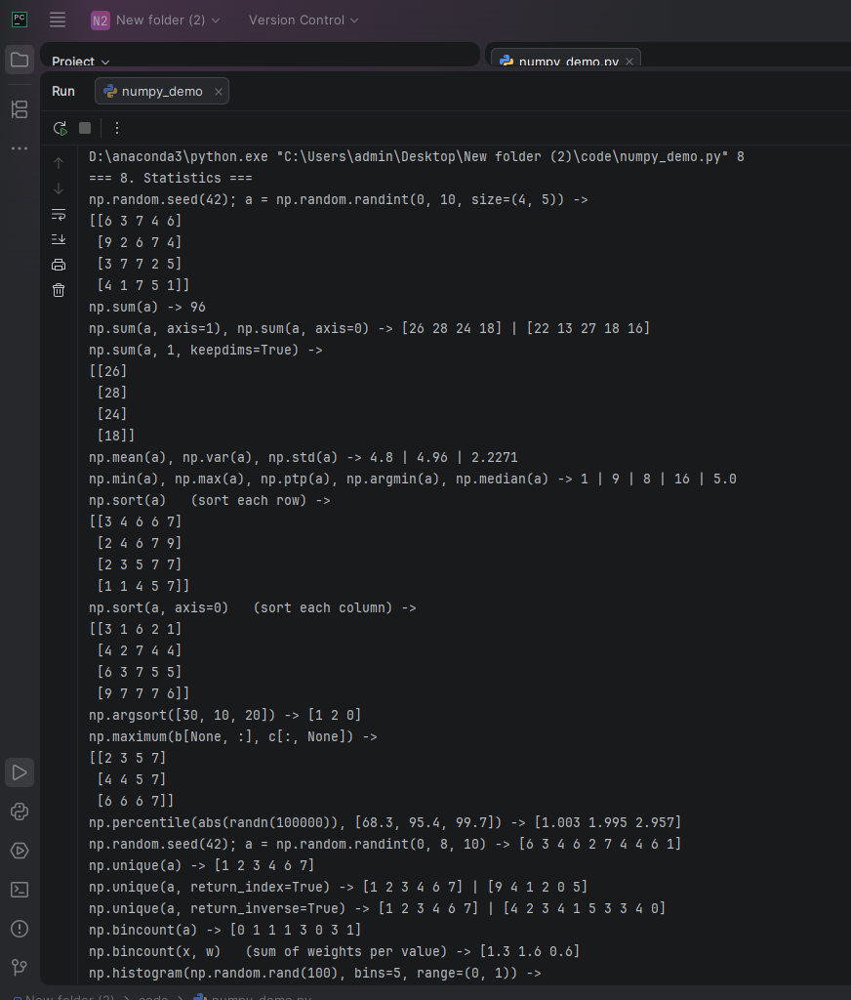 PC
N2 New folder (2)
Version Control
Project
numpy_demo.py
Run
numpy_demo
D:\anaconda3\python.exe "C:\Users\admin\Desktop\New folder (2)\code\numpy_demo.py" 8
=== 8. Statistics ===
np.random.seed(42); a = np.random.randint(0, 10, size=(4, 5)) ->
[[6 3 7 4 6]
 [9 2 6 7 4]
 [3 7 7 2 5]
 [4 1 7 5 1]]
np.sum(a) -> 96
np.sum(a, axis=1), np.sum(a, axis=0) -> [26 28 24 18] | [22 13 27 18 16]
np.sum(a, 1, keepdims=True) ->
[[26]
 [28]
 [24]
 [18]]
np.mean(a), np.var(a), np.std(a) -> 4.8 | 4.96 | 2.2271
np.min(a), np.max(a), np.ptp(a), np.argmin(a), np.median(a) -> 1 | 9 | 8 | 16 | 5.0
np.sort(a)   (sort each row) ->
[[3 4 6 6 7]
 [2 4 6 7 9]
 [2 3 5 7 7]
 [1 1 4 5 7]]
np.sort(a, axis=0)   (sort each column) ->
[[3 1 6 2 1]
 [4 2 7 4 4]
 [6 3 7 5 5]
 [9 7 7 7 6]]
np.argsort([30, 10, 20]) -> [1 2 0]
np.maximum(b[None, :], c[:, None]) ->
[[2 3 5 7]
 [4 4 5 7]
 [6 6 6 7]]
np.percentile(abs(randn(100000)), [68.3, 95.4, 99.7]) -> [1.003 1.995 2.957]
np.random.seed(42); a = np.random.randint(0, 8, 10) -> [6 3 4 6 2 7 4 4 6 1]
np.unique(a) -> [1 2 3 4 6 7]
np.unique(a, return_index=True) -> [1 2 3 4 6 7] | [9 4 1 2 0 5]
np.unique(a, return_inverse=True) -> [1 2 3 4 6 7] | [4 2 3 4 1 5 3 3 4 0]
np.bincount(a) -> [0 1 1 1 3 0 3 1]
np.bincount(x, w)   (sum of weights per value) -> [1.3 1.6 0.6]
np.histogram(np.random.rand(100), bins=5, range=(0, 1)) ->
New folder (2) > code > numpy_demo.py